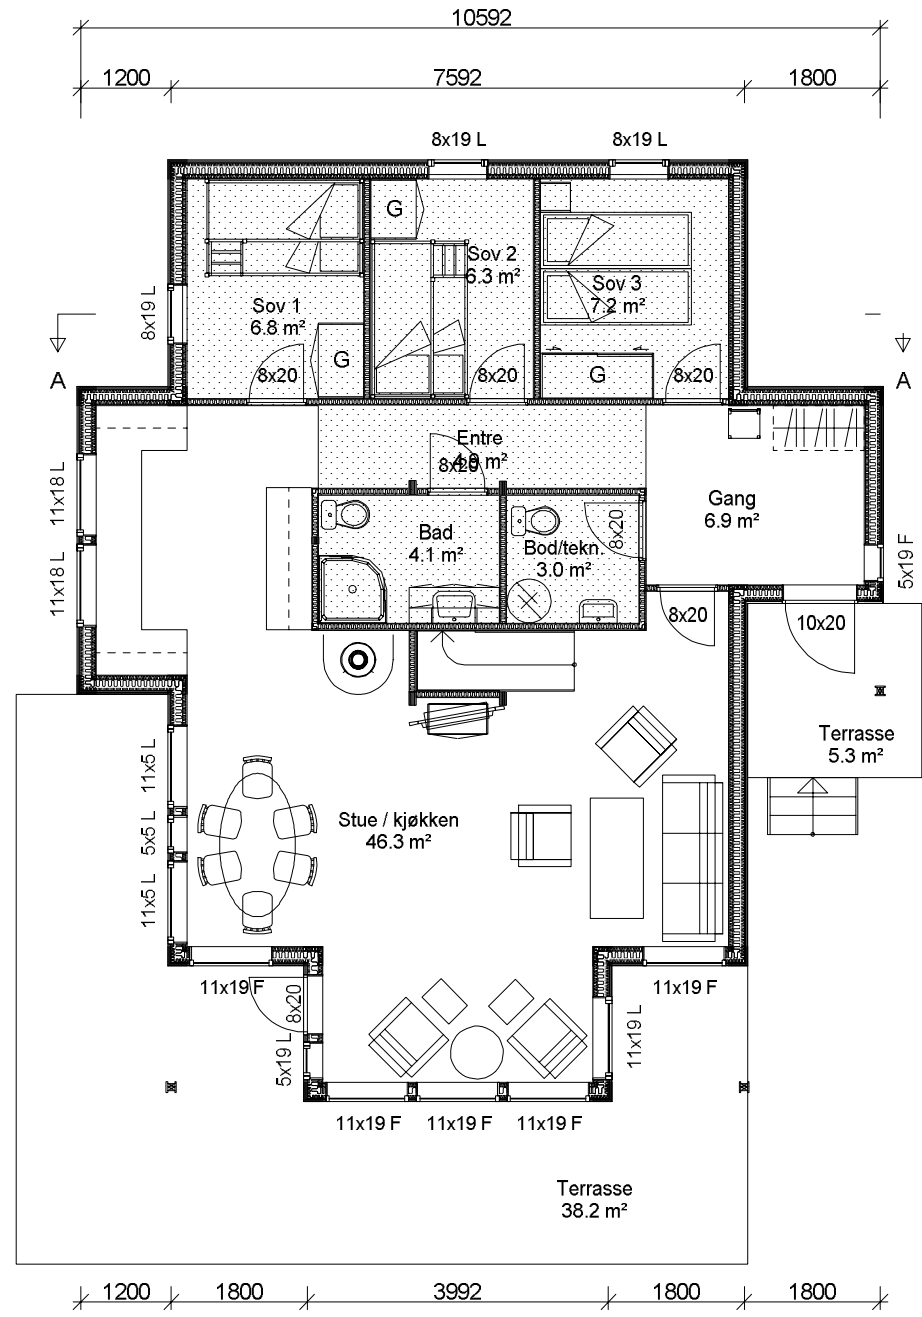 10592
1200 7592 1800
8x19 L 8x19 L
G
Sov 2
6.3 m²
Sov 3
7.2 m²
8x19 L
Sov 1
6.8 m²
A A
G
G
8x20 8x20 8x20
Entre
4.9 m²
8x20
11x18 L
Gang
6.9 m²
Bad
4.1 m²
8x20
Bod/tekn.
3.0 m²
5x19 F
11x18 L
8x20
10x20
Terrasse
5.3 m²
11x5 L
Stue / kjøkken
46.3 m²
5x5 L
11x5 L
11x19 F 11x19 F
8x20
11x19 L
5x19 L
11x19 F 11x19 F 11x19 F
Terrasse
38.2 m²
1200 1800 3992 1800 1800